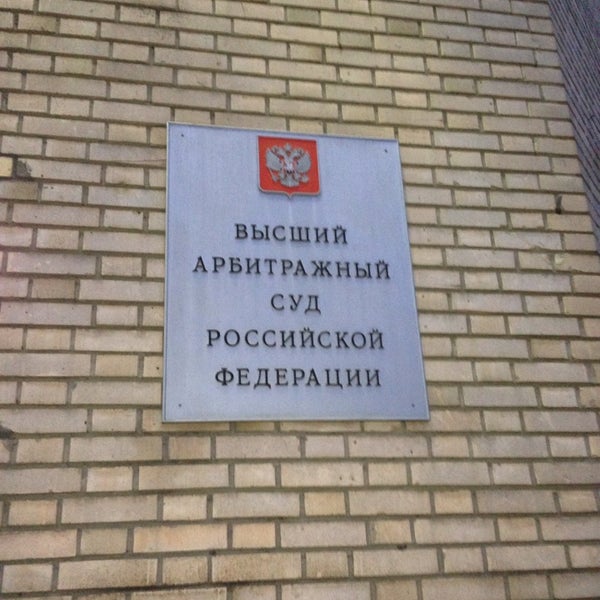 ВЫСШИЙ
АРБИТРАЖНЫЙ
СУД
РОССИЙСКОЙ
ФЕДЕРАЦИИ